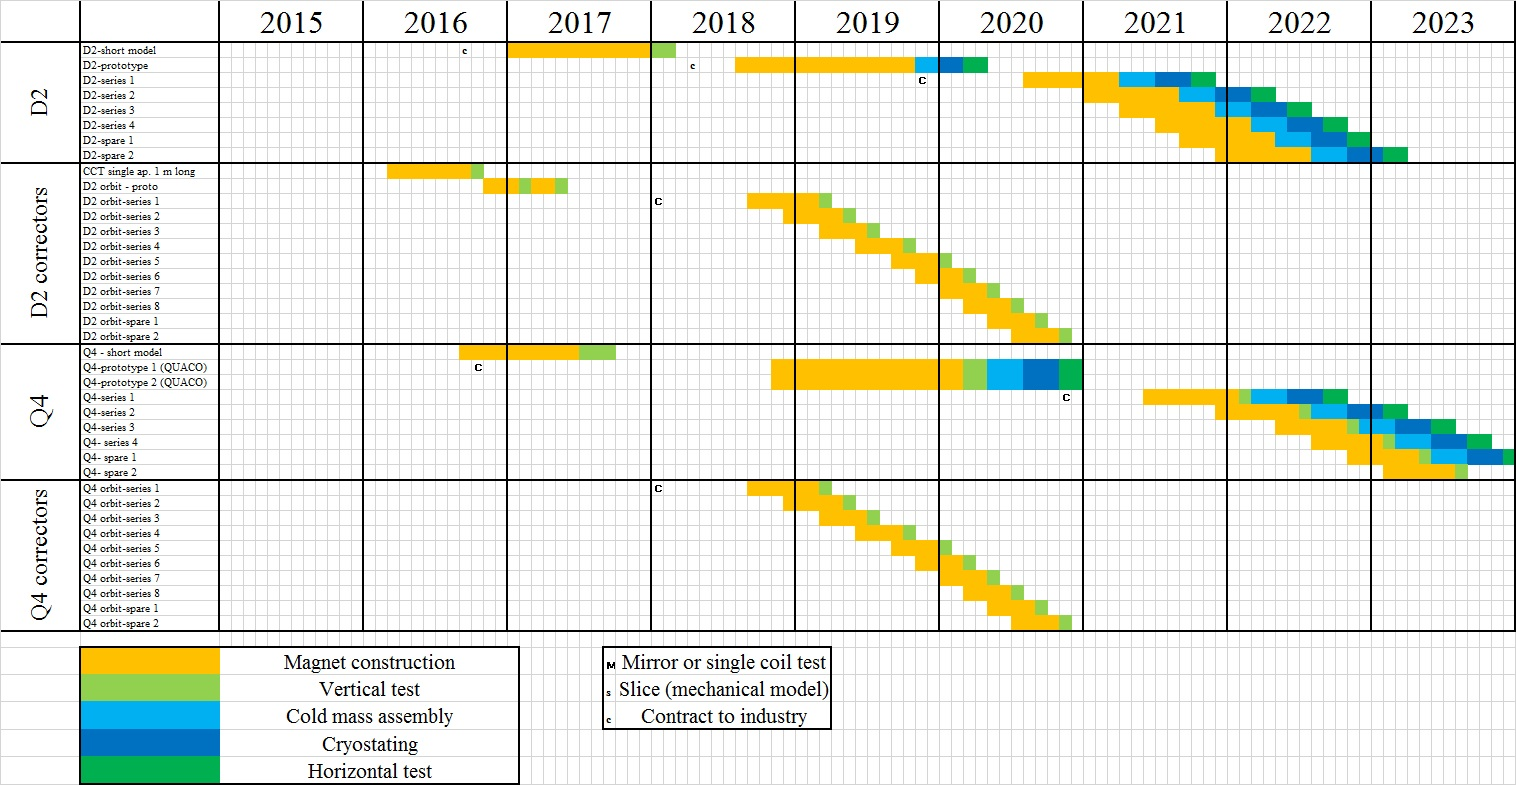 2015 2016 2017 2018 2019 2020 2021 2022 2023
D2
D2-short model c
D2-prototype c
D2-series 1 C
D2-series 2
D2-series 3
D2-series 4
D2-spare 1
D2-spare 2
D2 correctors
CCT single ap. 1 m long
D2 orbit - proto
D2 orbit-series 1 C
D2 orbit-series 2
D2 orbit-series 3
D2 orbit-series 4
D2 orbit-series 5
D2 orbit-series 6
D2 orbit-series 7
D2 orbit-series 8
D2 orbit-spare 1
D2 orbit-spare 2
Q4
Q4 - short model
Q4-prototype 1 (QUACO) C
Q4-prototype 2 (QUACO)
Q4-series 1 C
Q4-series 2
Q4-series 3
Q4- series 4
Q4- spare 1
Q4- spare 2
Q4 correctors
Q4 orbit-series 1 C
Q4 orbit-series 2
Q4 orbit-series 3
Q4 orbit-series 4
Q4 orbit-series 5
Q4 orbit-series 6
Q4 orbit-series 7
Q4 orbit-series 8
Q4 orbit-spare 1
Q4 orbit-spare 2
Magnet construction
Vertical test
Cold mass assembly
Cryostating
Horizontal test
M Mirror or single coil test
s Slice (mechanical model)
c Contract to industry